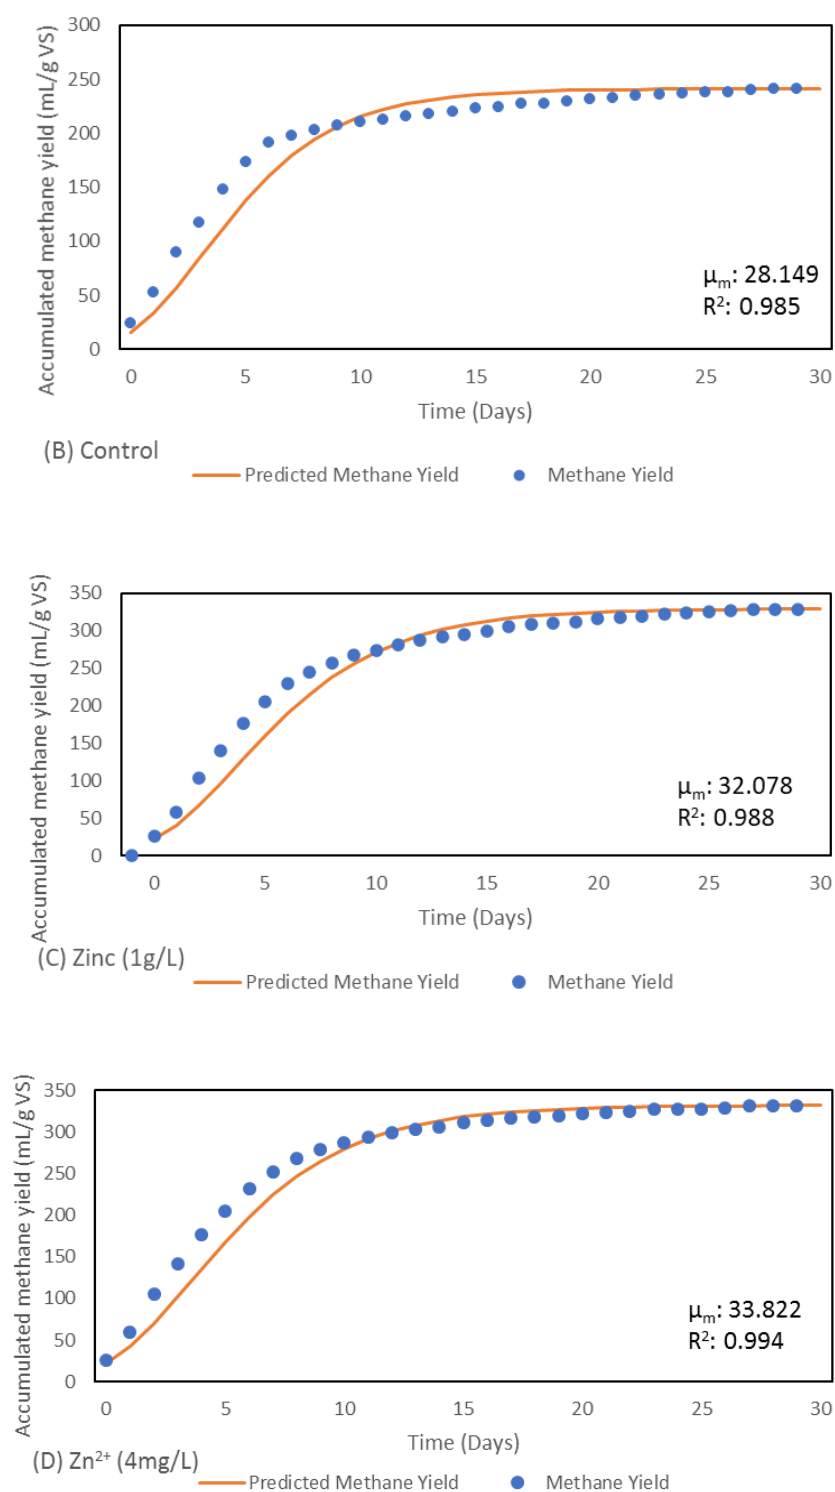 Accumulated methane yield (mL/g VS)
300
250
200
150
100
50
0
0 5 10 15 20 25 30
Time (Days)
μm: 28.149
R²: 0.985
(B) Control
Predicted Methane Yield Methane Yield
Accumulated methane yield (mL/g VS)
350
300
250
200
150
100
50
0
0 5 10 15 20 25 30
Time (Days)
μm: 32.078
R²: 0.988
(C) Zinc (1g/L)
Predicted Methane Yield Methane Yield
Accumulated methane yield (mL/g VS)
350
300
250
200
150
100
50
0
0 5 10 15 20 25 30
Time (Days)
μm: 33.822
R²: 0.994
(D) Zn²⁺ (4mg/L)
Predicted Methane Yield Methane Yield